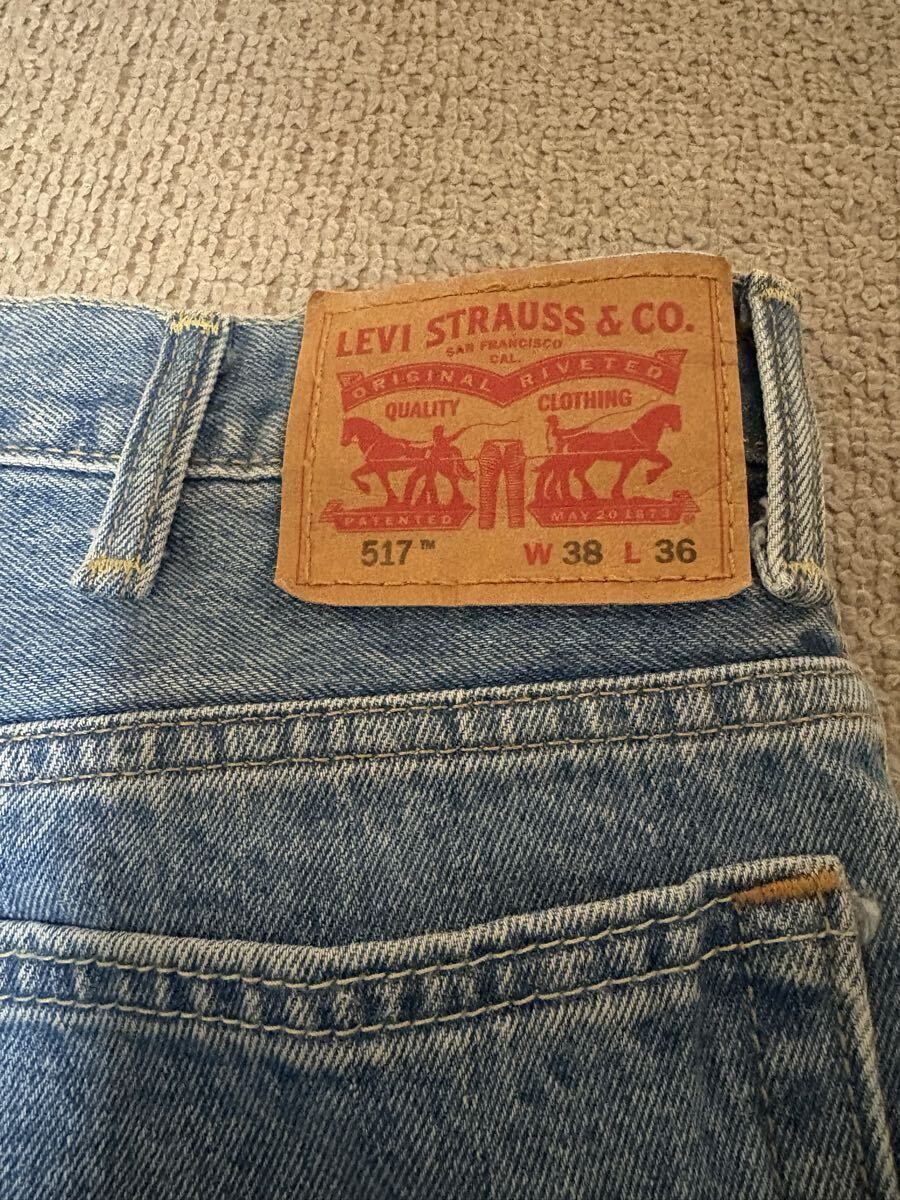 LEVI STRAUSS & CO.
SAN FRANCISCO
CAL.
ORIGINAL RIVETED
QUALITY CLOTHING
PATENTED MAY 20 1873 ®
517™ W 38 L 36